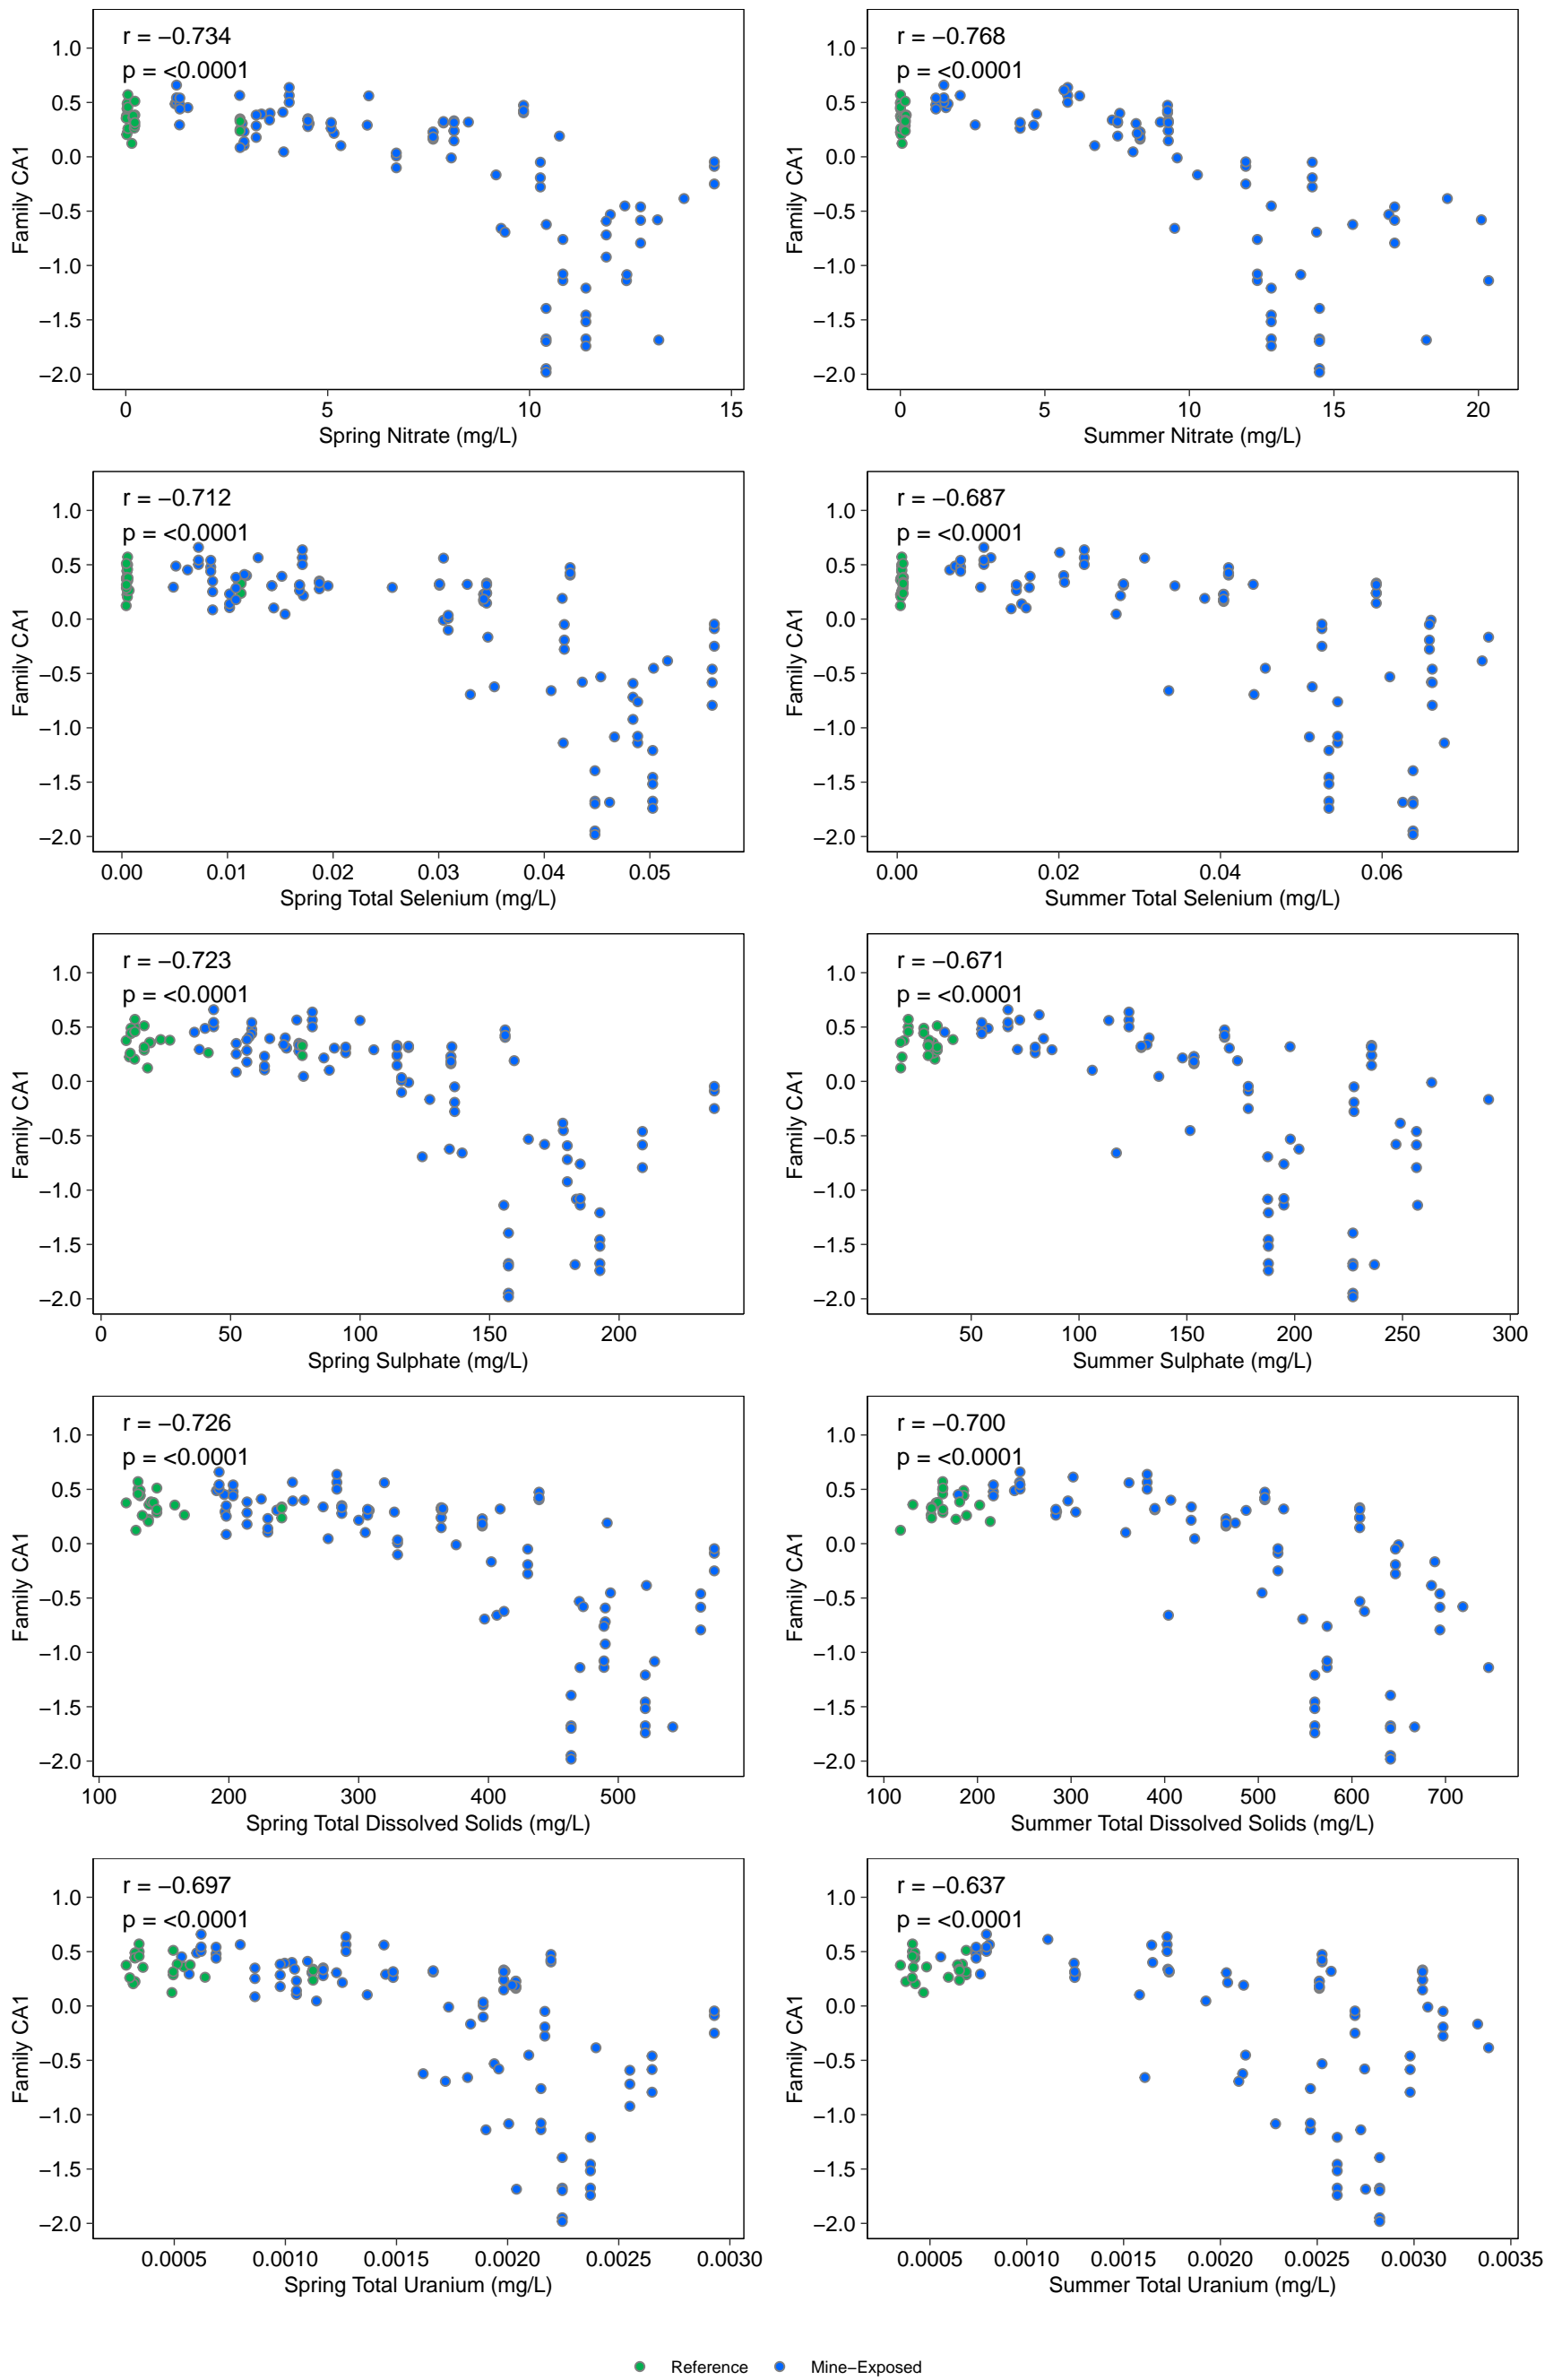 r = −0.734
p = <0.0001
1.0
0.5
0.0
−0.5
−1.0
−1.5
−2.0
Family CA1
0 5 10 15
Spring Nitrate (mg/L)
r = −0.768
p = <0.0001
1.0
0.5
0.0
−0.5
−1.0
−1.5
−2.0
Family CA1
0 5 10 15 20
Summer Nitrate (mg/L)
r = −0.712
p = <0.0001
1.0
0.5
0.0
−0.5
−1.0
−1.5
−2.0
Family CA1
0.00 0.01 0.02 0.03 0.04 0.05
Spring Total Selenium (mg/L)
r = −0.687
p = <0.0001
1.0
0.5
0.0
−0.5
−1.0
−1.5
−2.0
Family CA1
0.00 0.02 0.04 0.06
Summer Total Selenium (mg/L)
r = −0.723
p = <0.0001
1.0
0.5
0.0
−0.5
−1.0
−1.5
−2.0
Family CA1
0 50 100 150 200
Spring Sulphate (mg/L)
r = −0.671
p = <0.0001
1.0
0.5
0.0
−0.5
−1.0
−1.5
−2.0
Family CA1
50 100 150 200 250 300
Summer Sulphate (mg/L)
r = −0.726
p = <0.0001
1.0
0.5
0.0
−0.5
−1.0
−1.5
−2.0
Family CA1
100 200 300 400 500
Spring Total Dissolved Solids (mg/L)
r = −0.700
p = <0.0001
1.0
0.5
0.0
−0.5
−1.0
−1.5
−2.0
Family CA1
100 200 300 400 500 600 700
Summer Total Dissolved Solids (mg/L)
r = −0.697
p = <0.0001
1.0
0.5
0.0
−0.5
−1.0
−1.5
−2.0
Family CA1
0.0005 0.0010 0.0015 0.0020 0.0025 0.0030
Spring Total Uranium (mg/L)
r = −0.637
p = <0.0001
1.0
0.5
0.0
−0.5
−1.0
−1.5
−2.0
Family CA1
0.0005 0.0010 0.0015 0.0020 0.0025 0.0030 0.0035
Summer Total Uranium (mg/L)
Reference Mine−Exposed